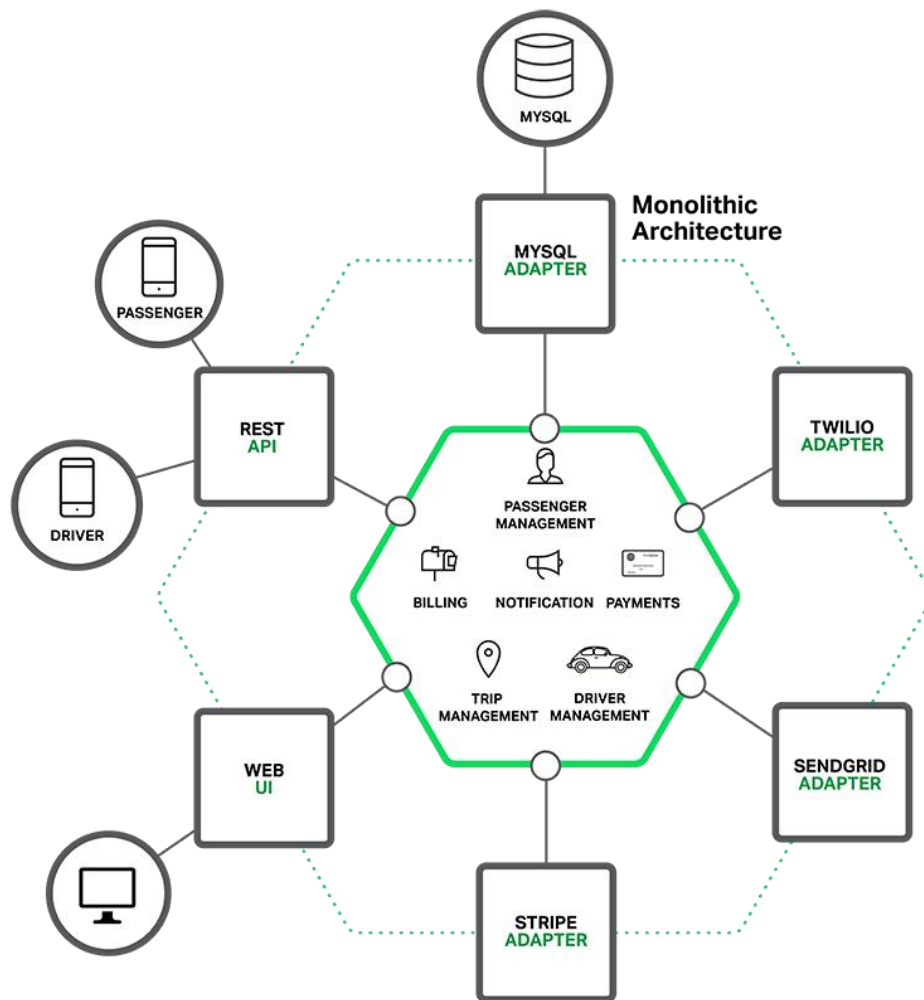 MYSQL
Monolithic
Architecture
MYSQL
ADAPTER
PASSENGER
REST
API
TWILIO
ADAPTER
DRIVER
PASSENGER
MANAGEMENT
BILLING
NOTIFICATION
PAYMENTS
TRIP
MANAGEMENT
DRIVER
MANAGEMENT
WEB
UI
SENDGRID
ADAPTER
STRIPE
ADAPTER